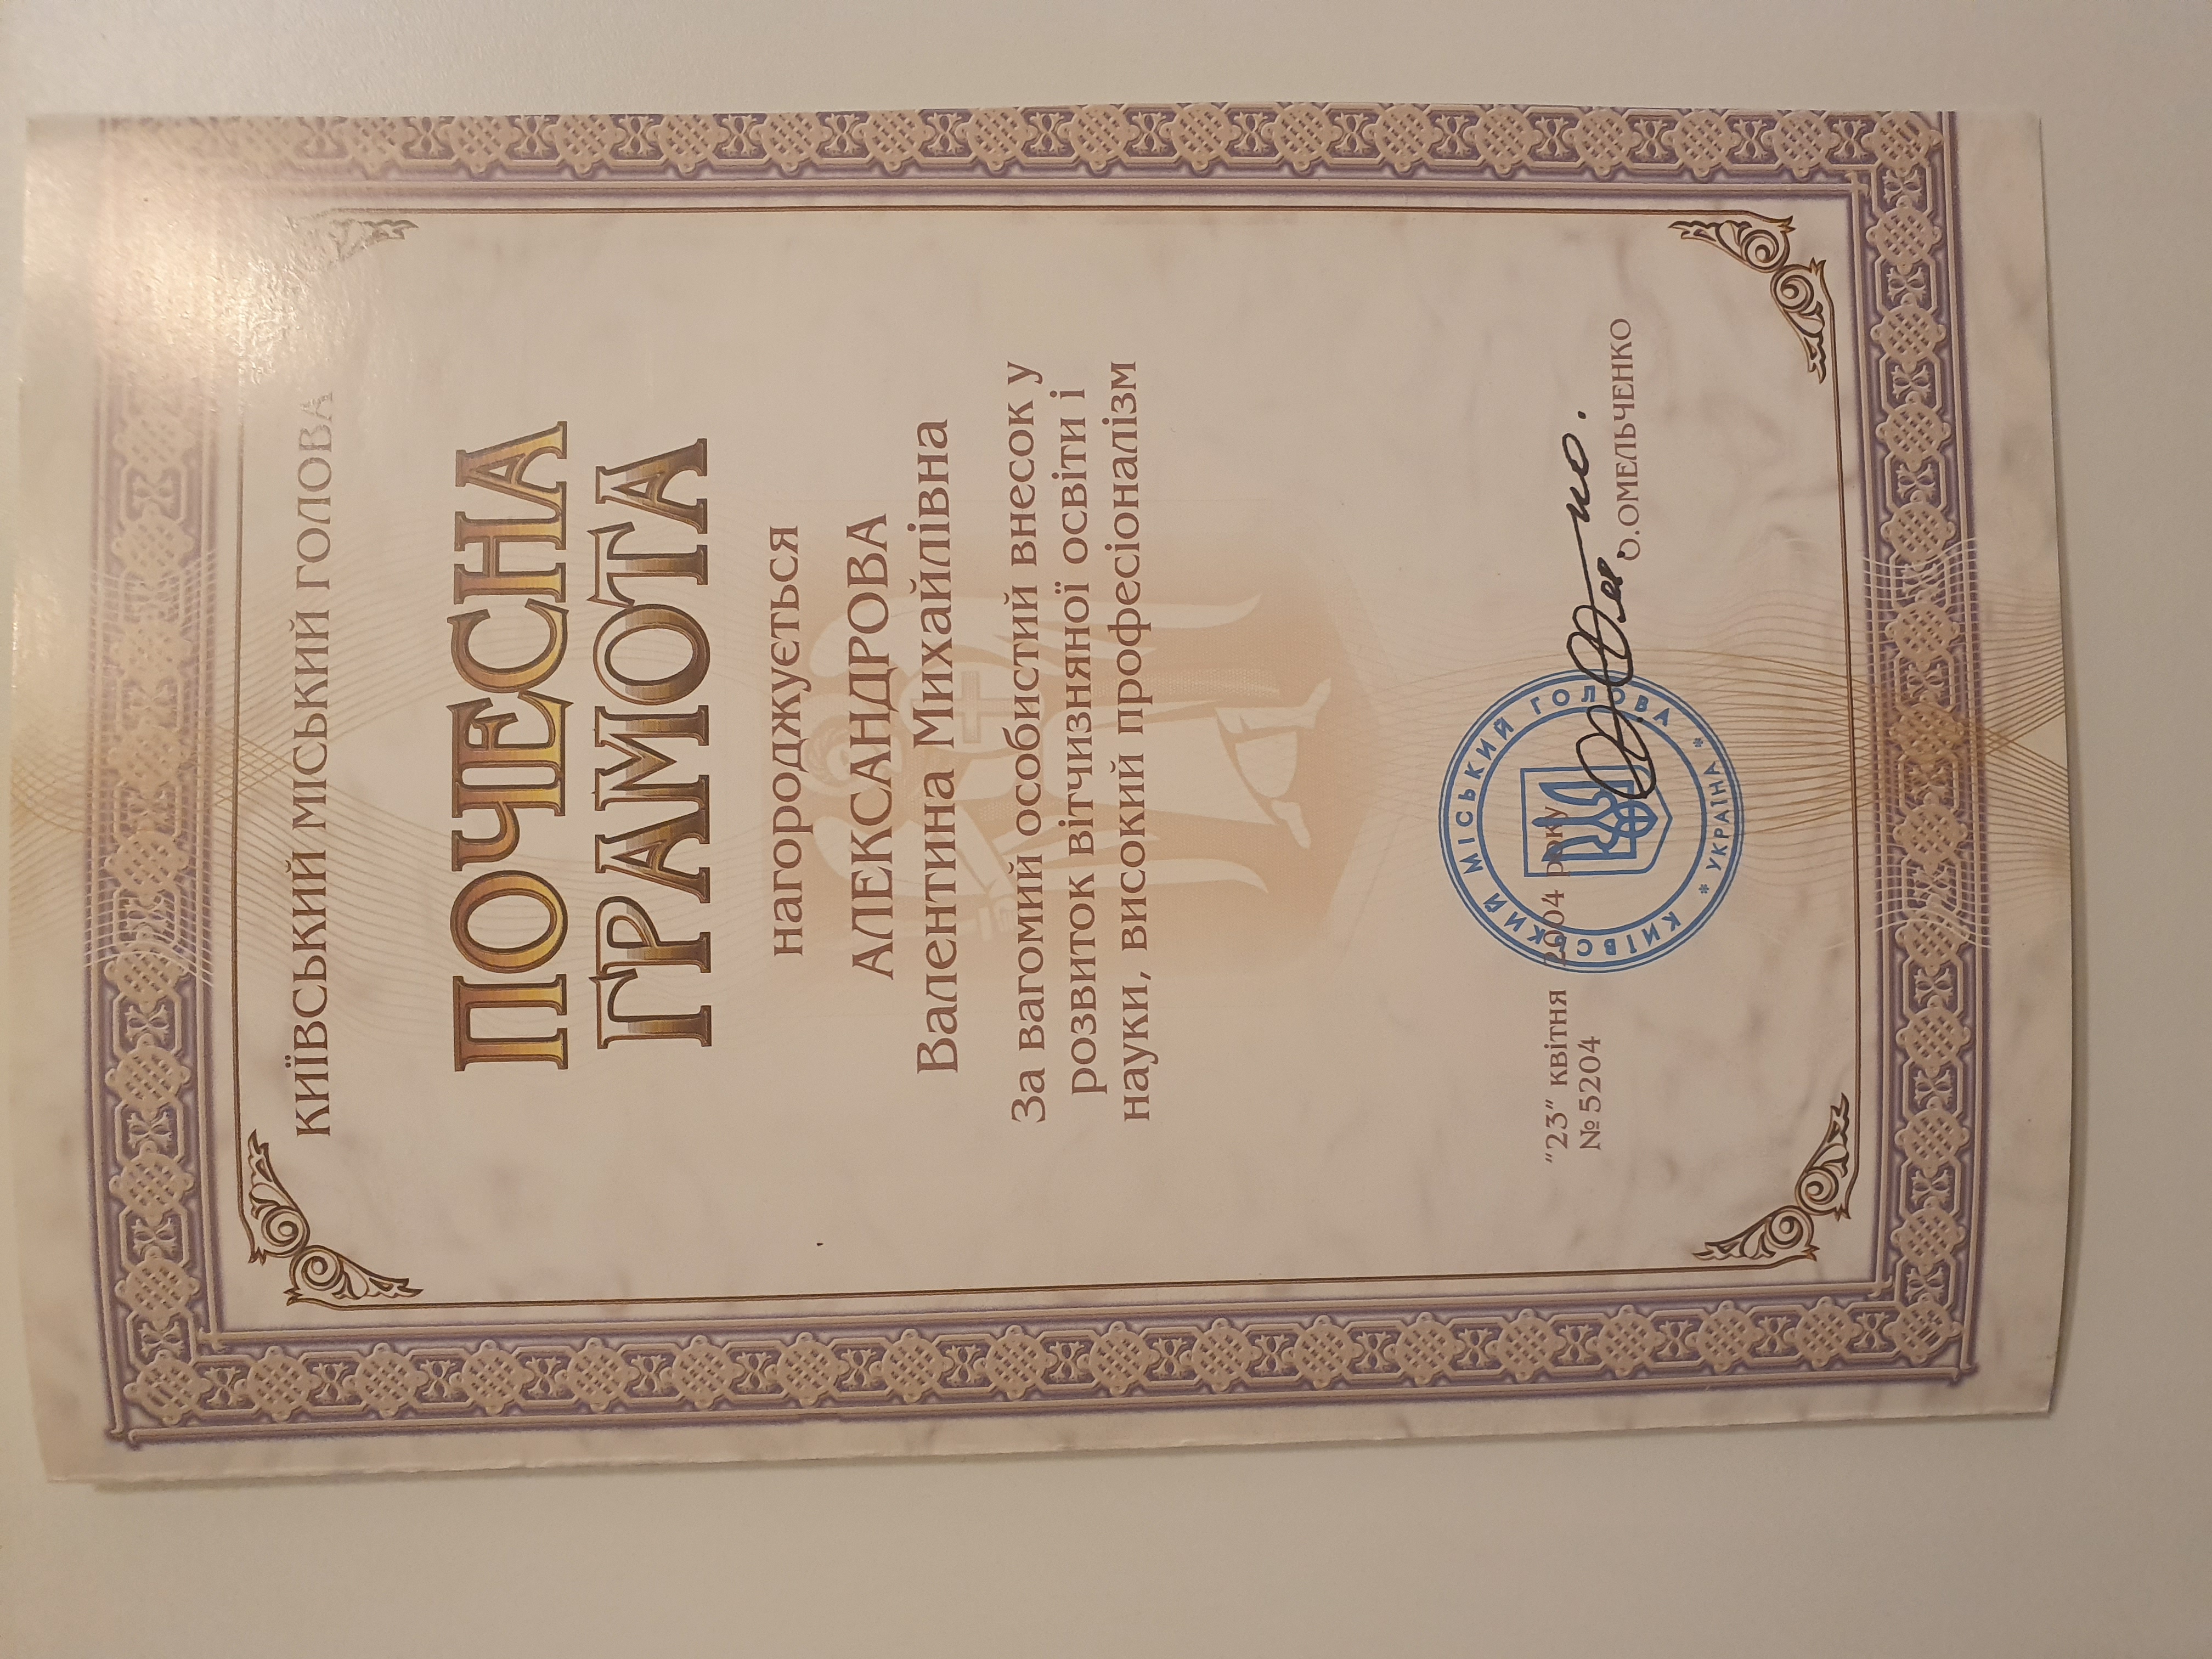 КИЇВСЬКИЙ МІСЬКИЙ ГОЛОВА
ПОЧЕСНА
ГРАМОТА
нагороджується
АЛЕКСАНДРОВА
Валентина Михайлівна
За вагомий особистий внесок у
розвиток вітчизняної освіти і
науки, високий професіоналізм
"23" квітня 2004 року
№ 5204
КИЇВСЬКИЙ МІСЬКИЙ ГОЛОВА
* УКРАЇНА *
О.ОМЕЛЬЧЕНКО